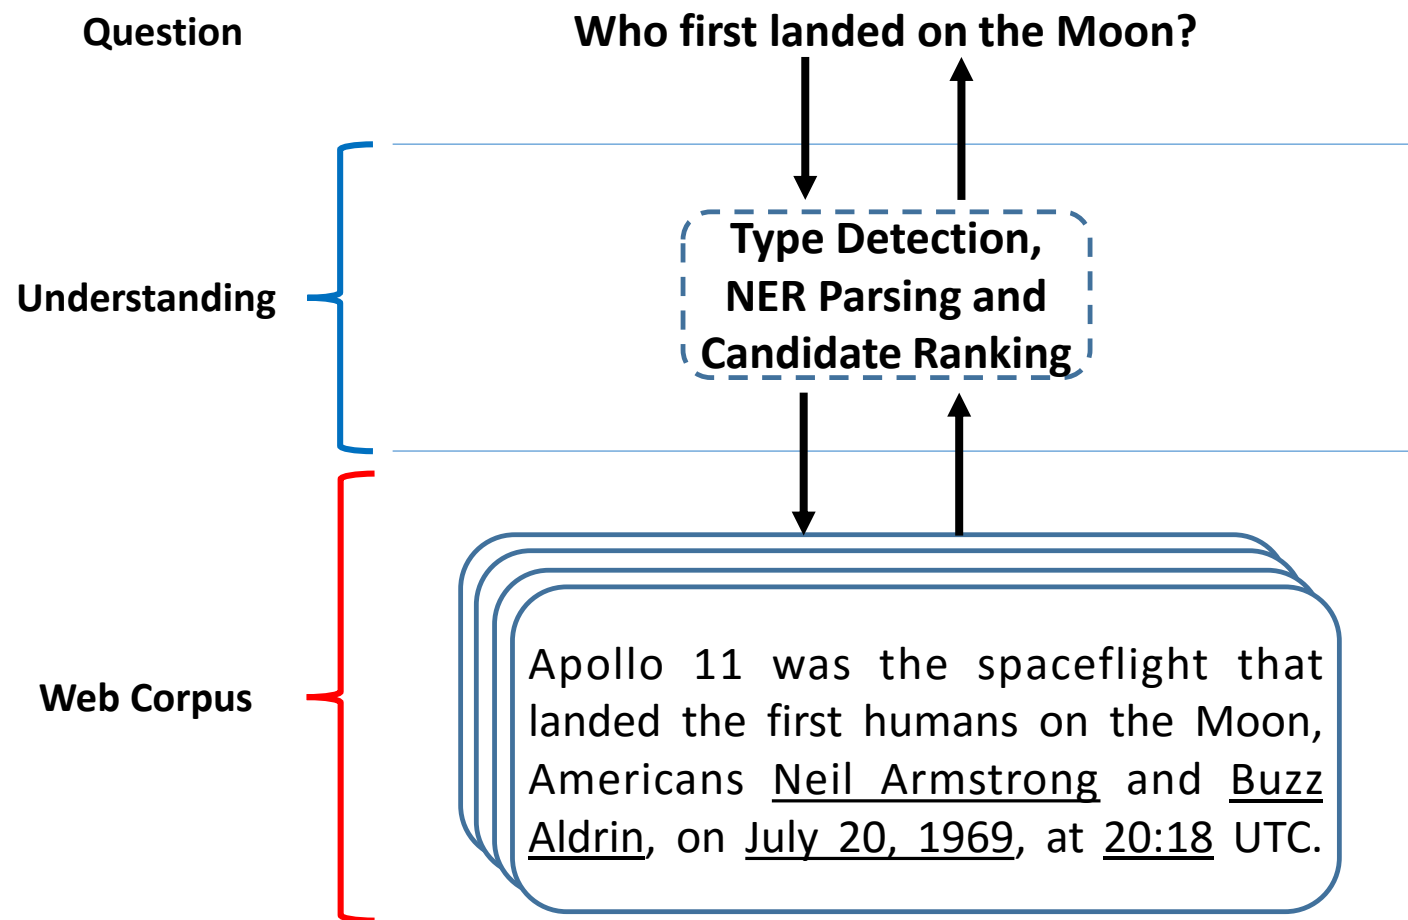 Question
Who first landed on the Moon?
Understanding
Type Detection,
NER Parsing and
Candidate Ranking
Web Corpus
Apollo 11 was the spaceflight that
landed the first humans on the Moon,
Americans Neil Armstrong and Buzz
Aldrin, on July 20, 1969, at 20:18 UTC.